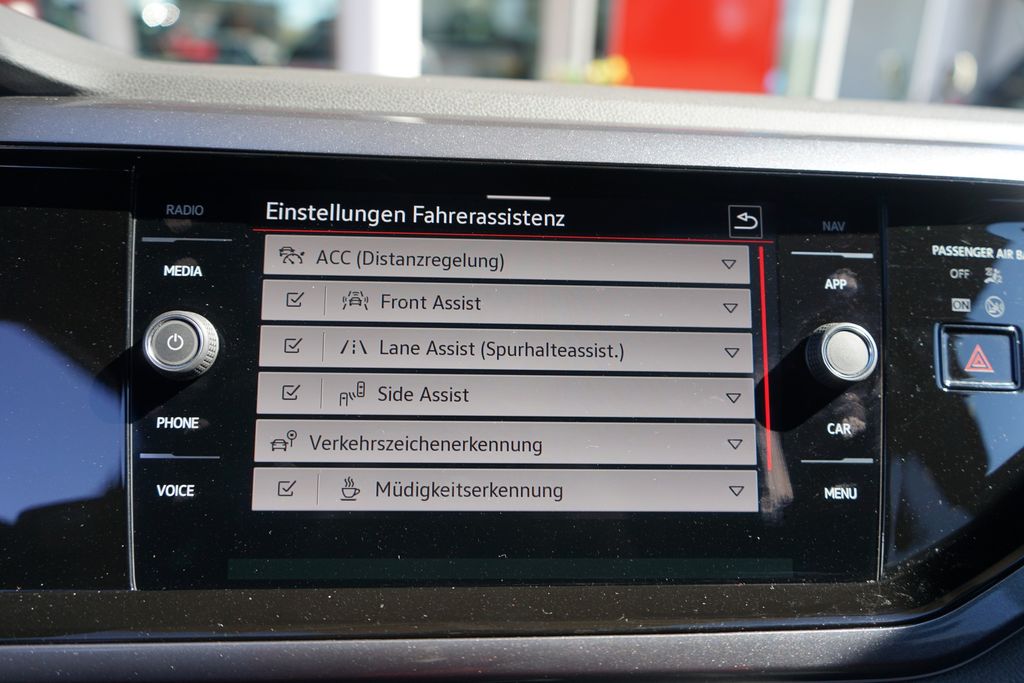 RADIO
MEDIA
PHONE
VOICE
Einstellungen Fahrerassistenz
ACC (Distanzregelung)
Front Assist
Lane Assist (Spurhalteassist.)
Side Assist
Verkehrszeichenerkennung
Müdigkeitserkennung
NAV
APP
CAR
MENU
PASSENGER AIR BA
OFF
ON